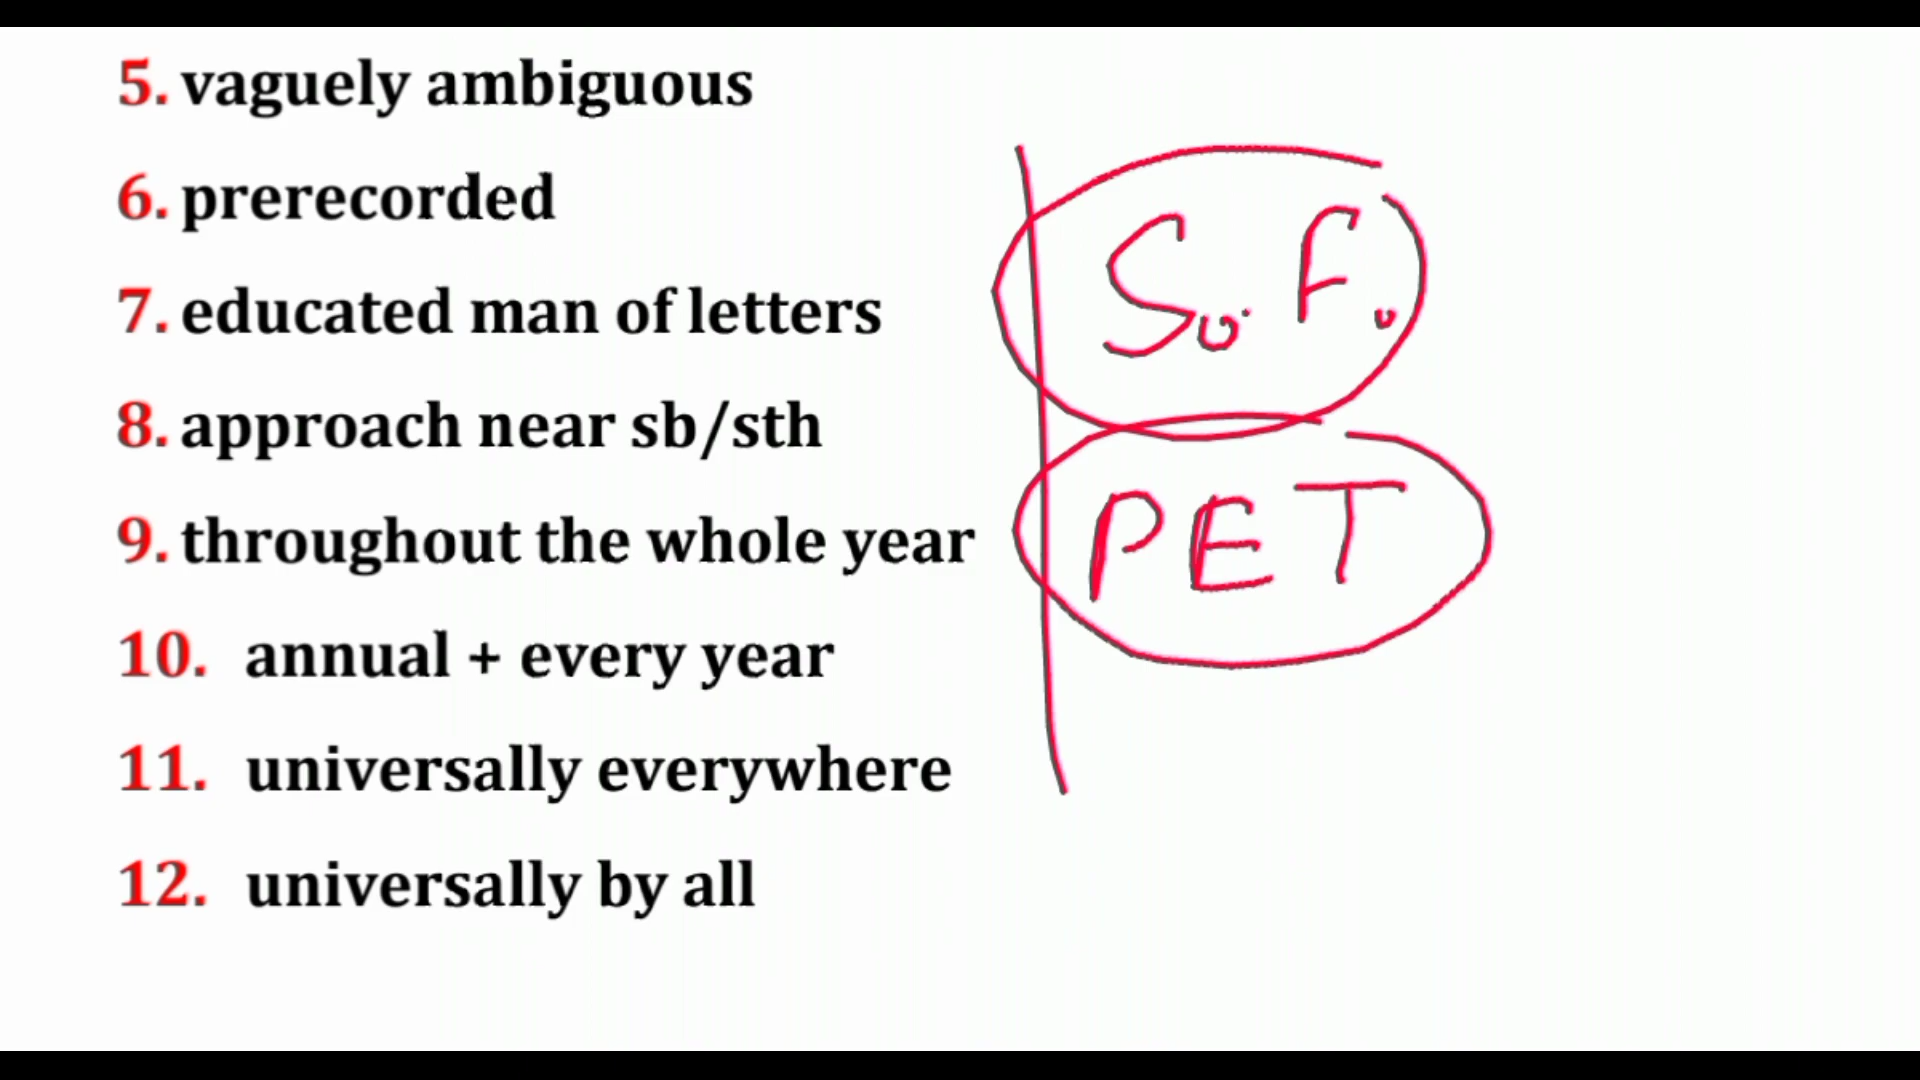 5. vaguely ambiguous
6. prerecorded
7. educated man of letters
8. approach near sb/sth
9. throughout the whole year
10. annual + every year
11. universally everywhere
12. universally by all
S. F.
PET